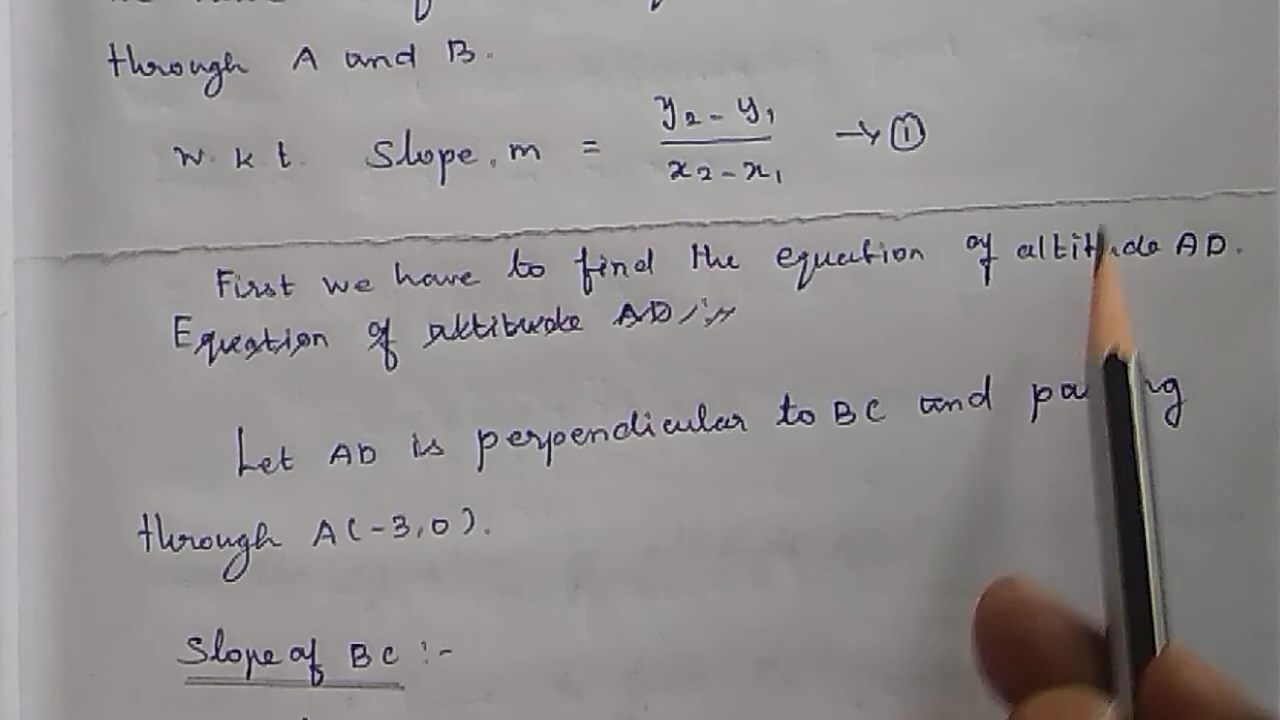 through A and B.
w.k.t. Slope, m = y₂ - y₁ / x₂ - x₁ → ①
First we have to find the equation of altitude AD.
Equation of altitude AD is
Let AD is perpendicular to BC and
through A(-3,0).
Slope of BC :-